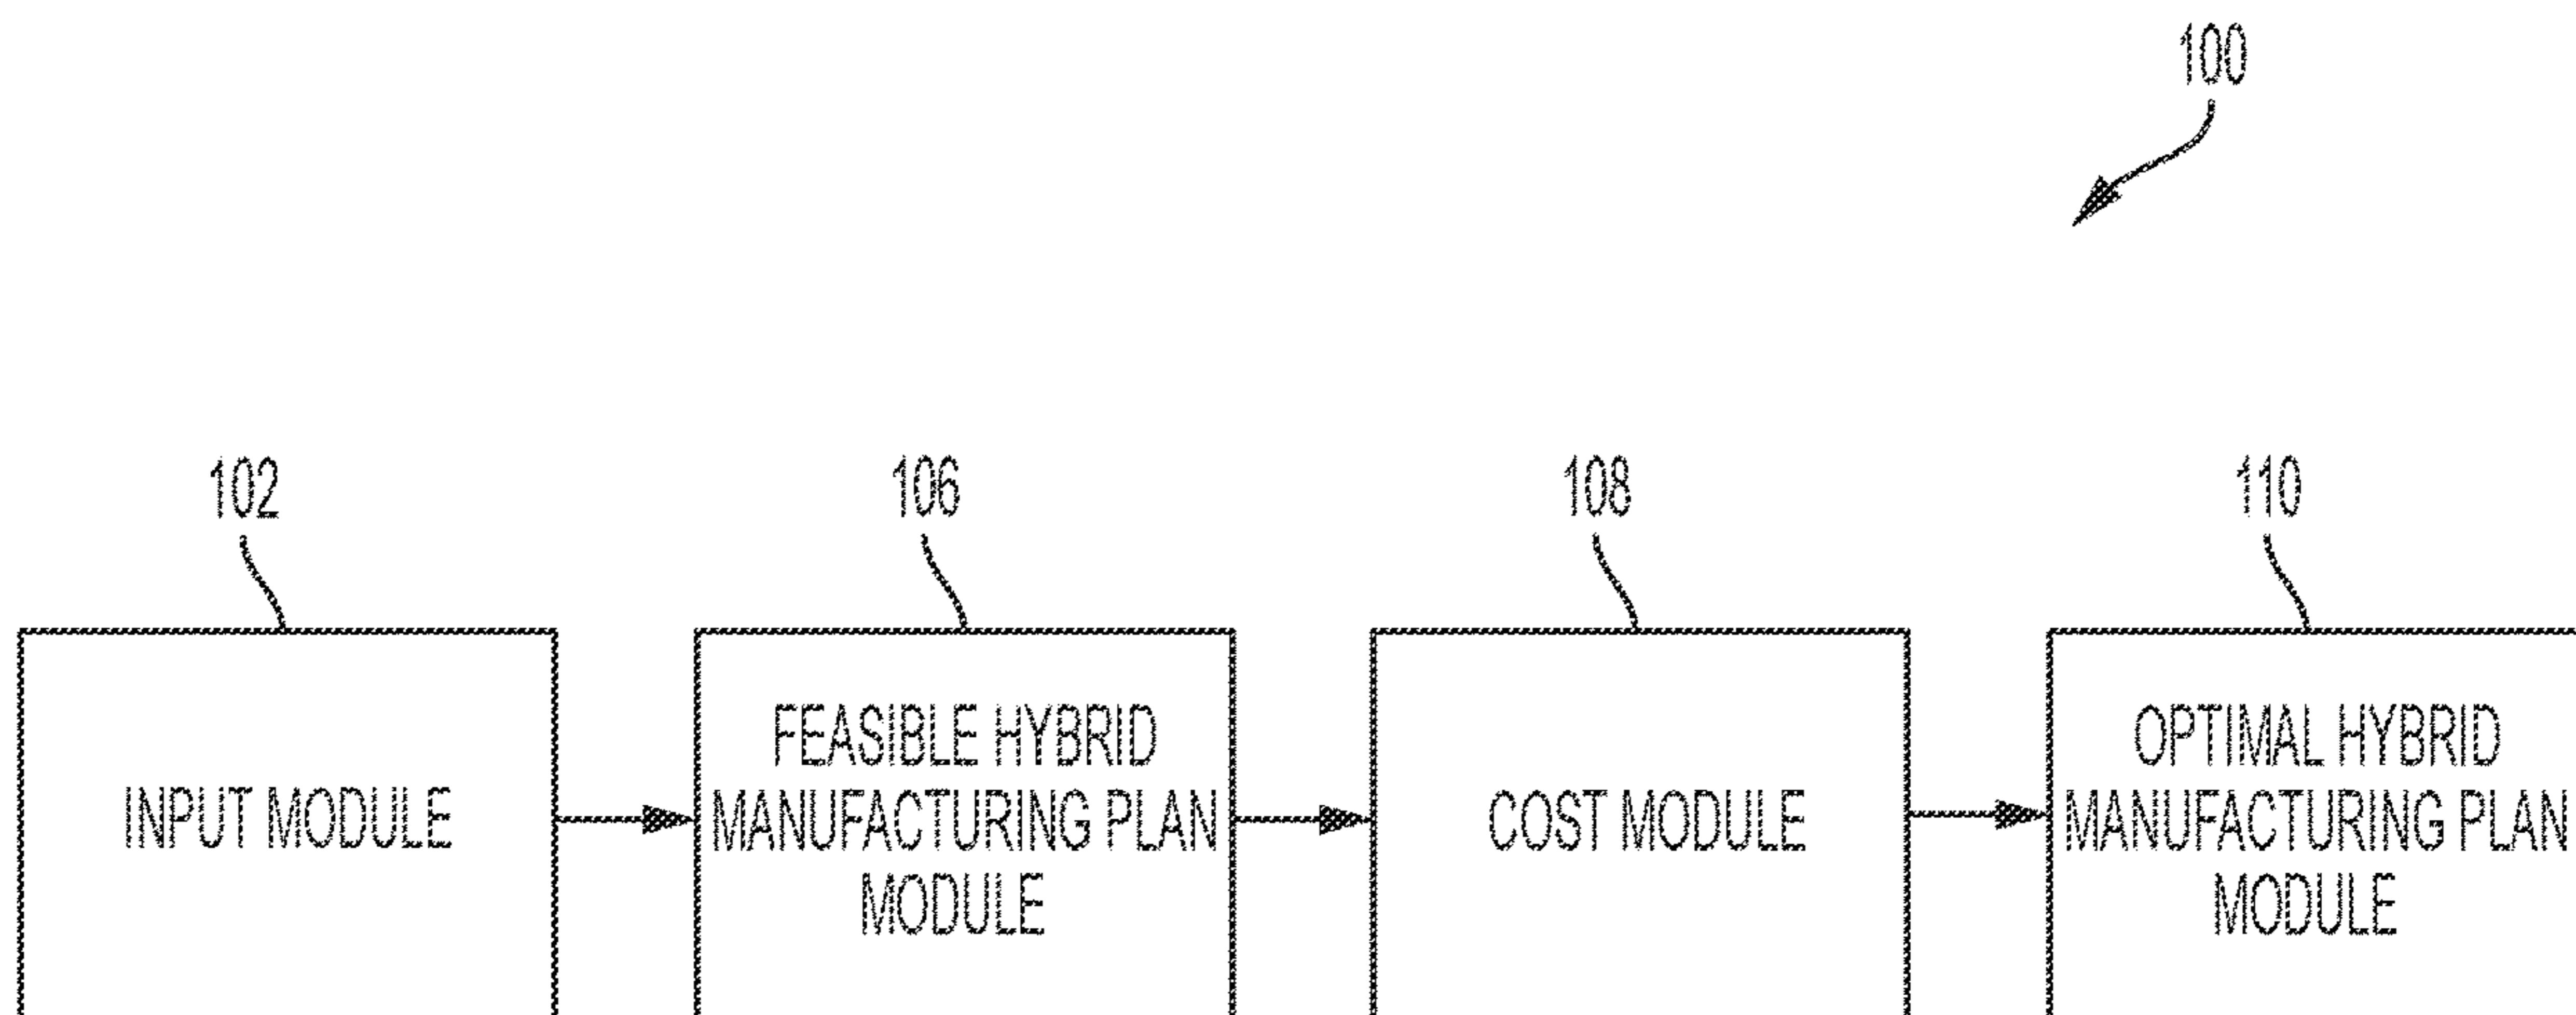 100
102
106
108
110
INPUT MODULE
FEASIBLE HYBRID
MANUFACTURING PLAN
MODULE
COST MODULE
OPTIMAL HYBRID
MANUFACTURING PLAN
MODULE